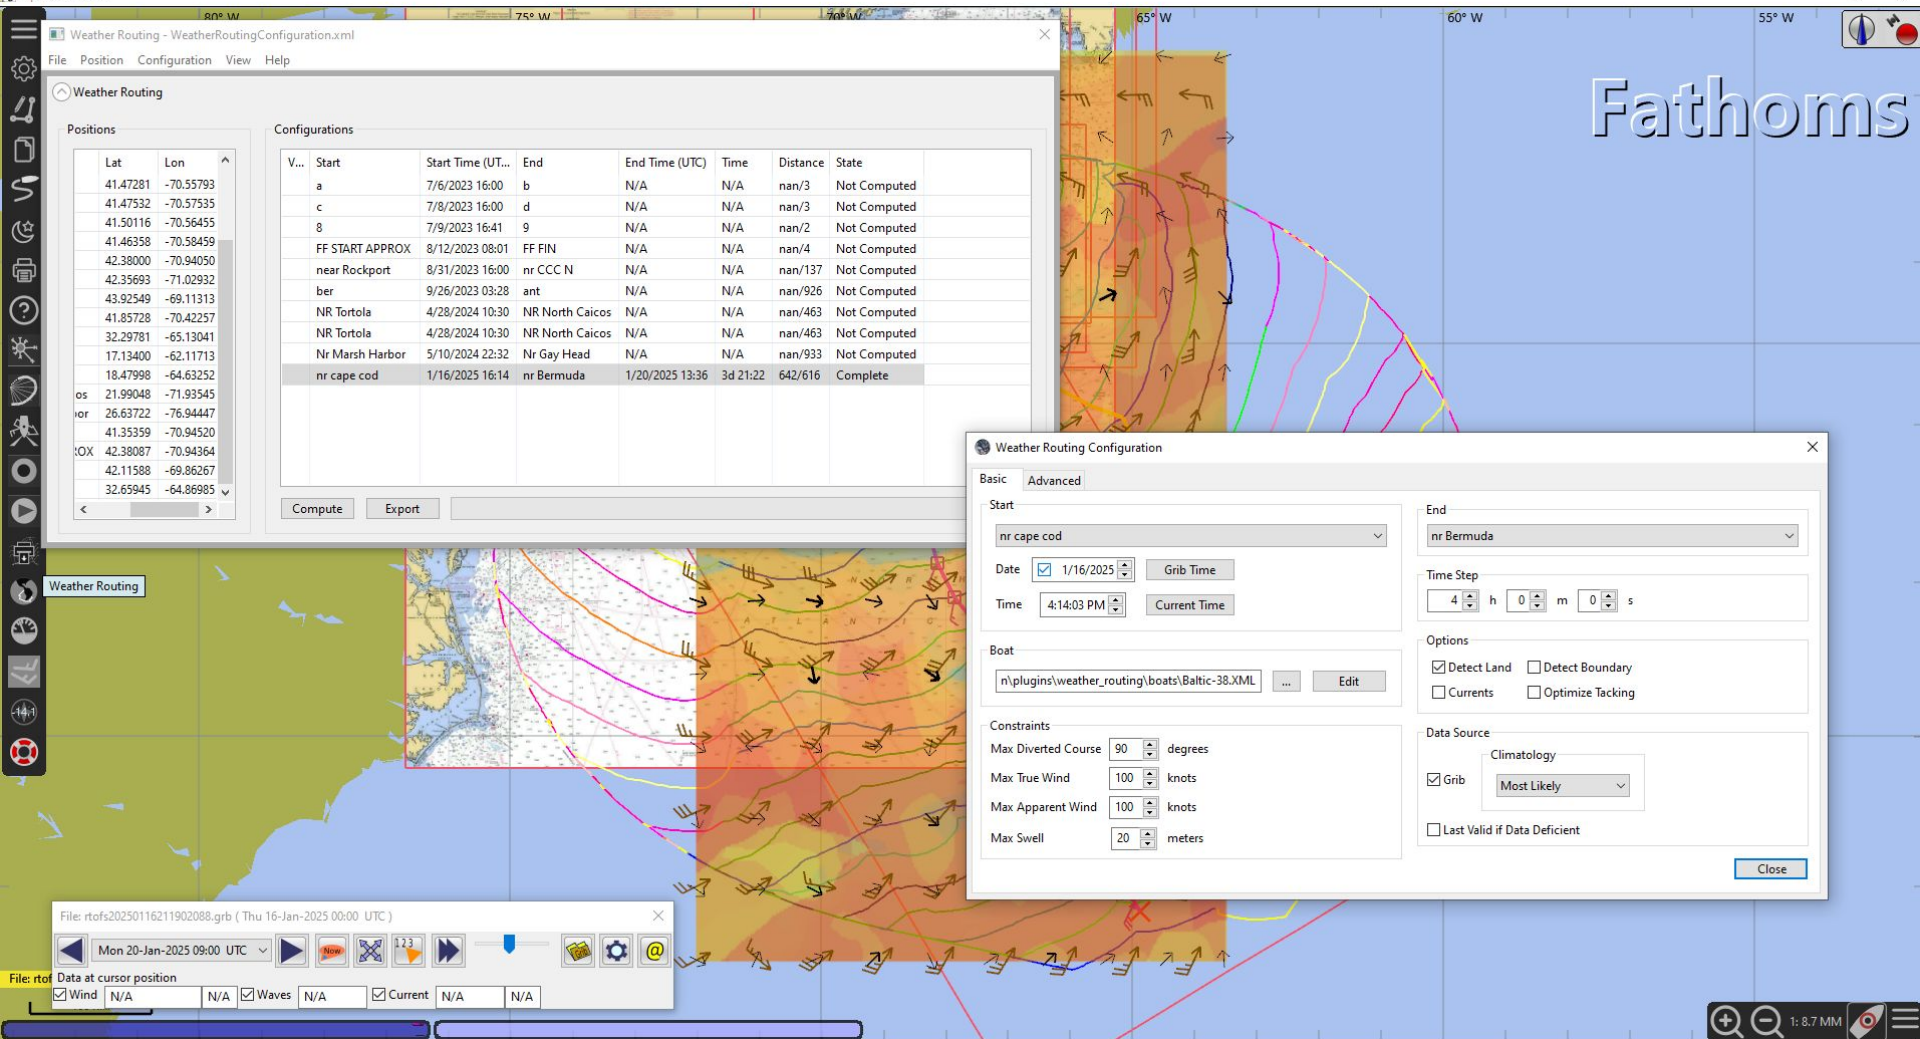 80° W 75° W 70° W 65° W 60° W 55° W
Weather Routing - WeatherRoutingConfiguration.xml
File Position Configuration View Help
Weather Routing
Fathoms
Positions
Lat Lon
41.47281 -70.55793
41.47532 -70.57535
41.50116 -70.56455
41.46358 -70.58459
42.38000 -70.94050
42.35693 -71.02932
43.92549 -69.11313
41.85728 -70.42257
32.29781 -65.13041
17.13400 -62.11713
18.47998 -64.63252
os 21.99048 -71.93545
or 26.63722 -76.94447
41.35359 -70.94520
OX 42.38087 -70.94364
42.11588 -69.86267
32.65945 -64.86985
Configurations
V... Start Start Time (UT... End End Time (UTC) Time Distance State
a 7/6/2023 16:00 b N/A N/A nan/3 Not Computed
c 7/8/2023 16:00 d N/A N/A nan/3 Not Computed
8 7/9/2023 16:41 9 N/A N/A nan/2 Not Computed
FF START APPROX 8/12/2023 08:01 FF FIN N/A N/A nan/4 Not Computed
near Rockport 8/31/2023 16:00 nr CCC N N/A N/A nan/137 Not Computed
ber 9/26/2023 03:28 ant N/A N/A nan/926 Not Computed
NR Tortola 4/28/2024 10:30 NR North Caicos N/A N/A nan/463 Not Computed
NR Tortola 4/28/2024 10:30 NR North Caicos N/A N/A nan/463 Not Computed
Nr Marsh Harbor 5/10/2024 22:32 Nr Gay Head N/A N/A nan/933 Not Computed
nr cape cod 1/16/2025 16:14 nr Bermuda 1/20/2025 13:36 3d 21:22 642/616 Complete
Compute Export
Weather Routing
A T L A N T I C
Weather Routing Configuration
Basic Advanced
Start
nr cape cod
Date 1/16/2025 Grib Time
Time 4:14:03 PM Current Time
Boat
n\plugins\weather_routing\boats\Baltic-38.XML ... Edit
Constraints
Max Diverted Course 90 degrees
Max True Wind 100 knots
Max Apparent Wind 100 knots
Max Swell 20 meters
End
nr Bermuda
Time Step
4 h 0 m 0 s
Options
Detect Land Detect Boundary
Currents Optimize Tacking
Data Source
Climatology
Grib Most Likely
Last Valid if Data Deficient
Close
-14.1
File: rtofs20250116211902088.grb ( Thu 16-Jan-2025 00:00 UTC )
Mon 20-Jan-2025 09:00 UTC Now 1 2 3 Grib @
File: rtof
Data at cursor position
Wind N/A N/A Waves N/A Current N/A N/A
1: 8.7 MM